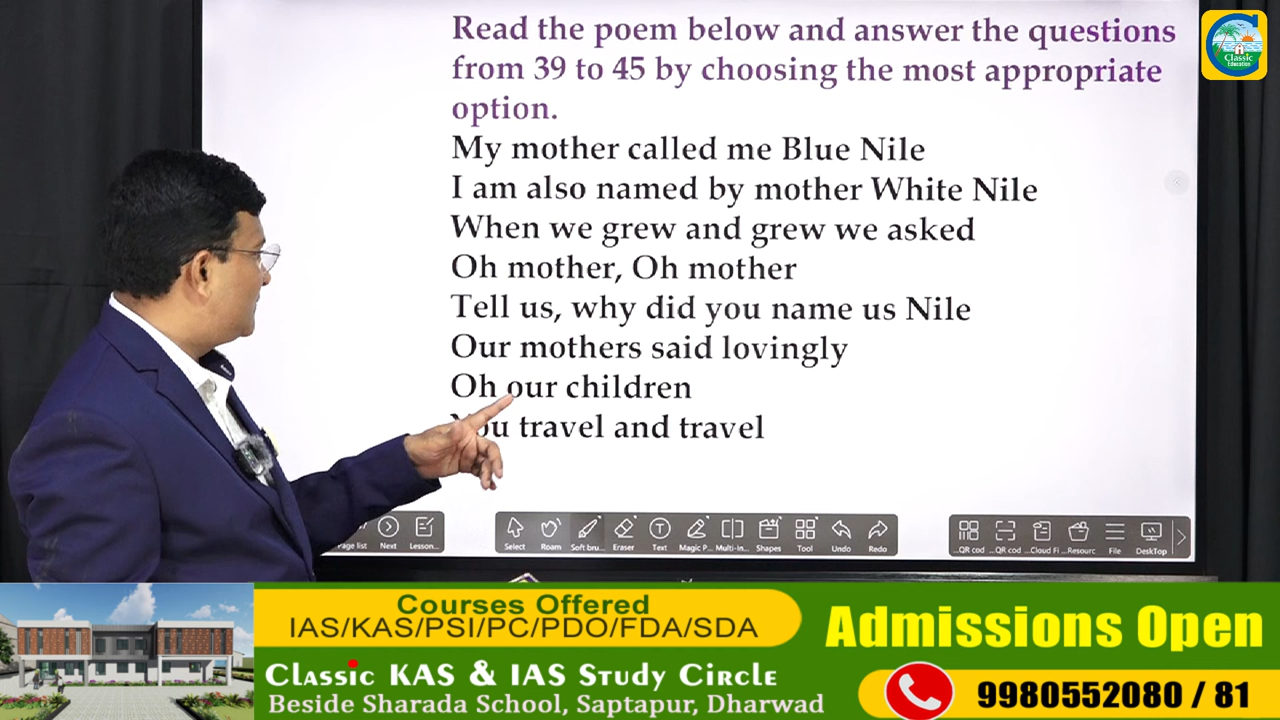 Read the poem below and answer the questions
from 39 to 45 by choosing the most appropriate
option.
My mother called me Blue Nile
I am also named by mother White Nile
When we grew and grew we asked
Oh mother, Oh mother
Tell us, why did you name us Nile
Our mothers said lovingly
Oh our children
You travel and travel
Classic
Education
Page list Next Lesson... Select Roam Soft bru... Eraser Text Magic P... Multi-In... Shapes Tool Undo Redo ...QR cod ...QR cod ...Cloud Fi ...Resourc File DeskTop
Courses Offered
IAS/KAS/PSI/PC/PDO/FDA/SDA
Classic KAS & IAS Study Circle
Beside Sharada School, Saptapur, Dharwad
Admissions Open
9980552080 / 81